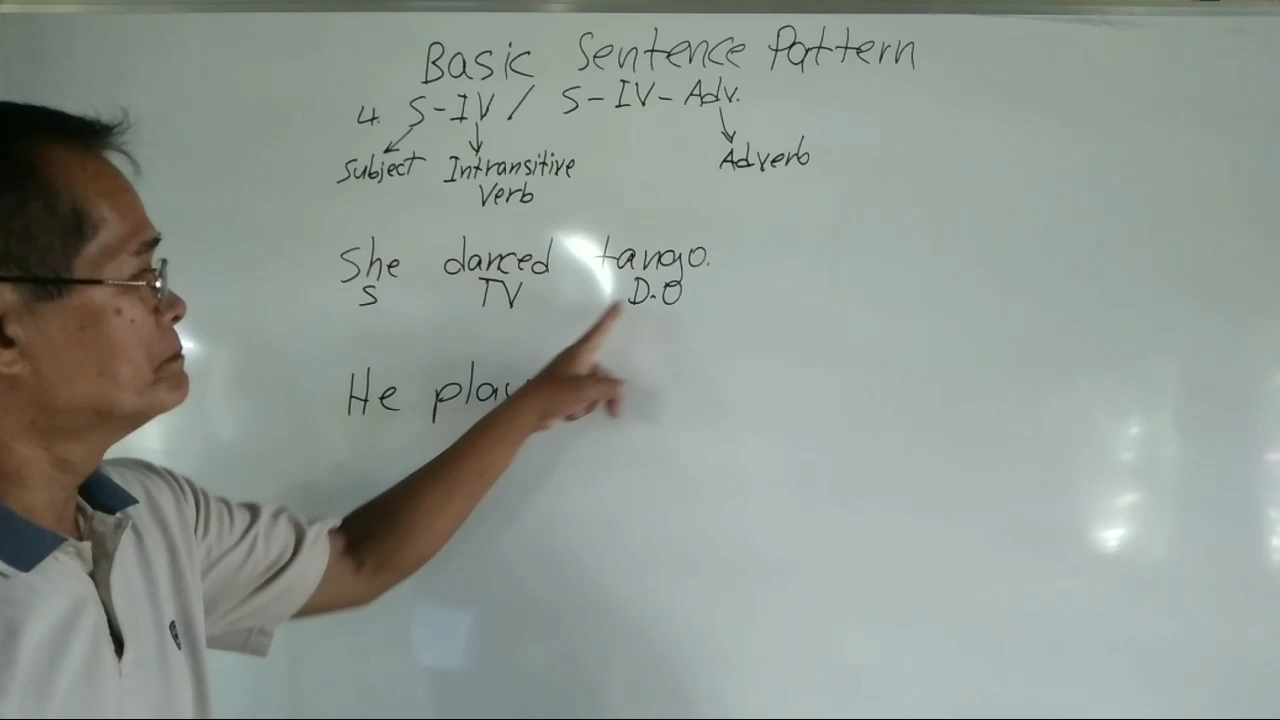 Basic Sentence Pattern
4. S-IV / S-IV-Adv.
Subject Intransitive Adverb
Verb
She danced tango.
S TV D.O
He